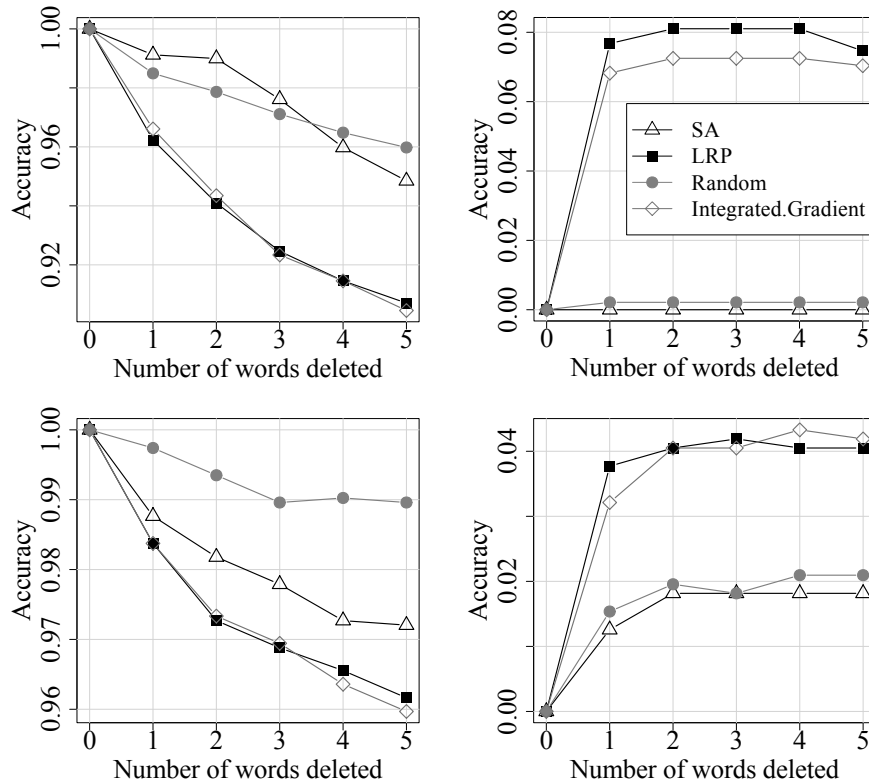 1.00
0.96
0.92
Accuracy
0 1 2 3 4 5
Number of words deleted
0.08
0.06
0.04
0.02
0.00
Accuracy
SA
LRP
Random
Integrated.Gradient
0 1 2 3 4 5
Number of words deleted
1.00
0.99
0.98
0.97
0.96
Accuracy
0 1 2 3 4 5
Number of words deleted
0.04
0.02
0.00
Accuracy
0 1 2 3 4 5
Number of words deleted